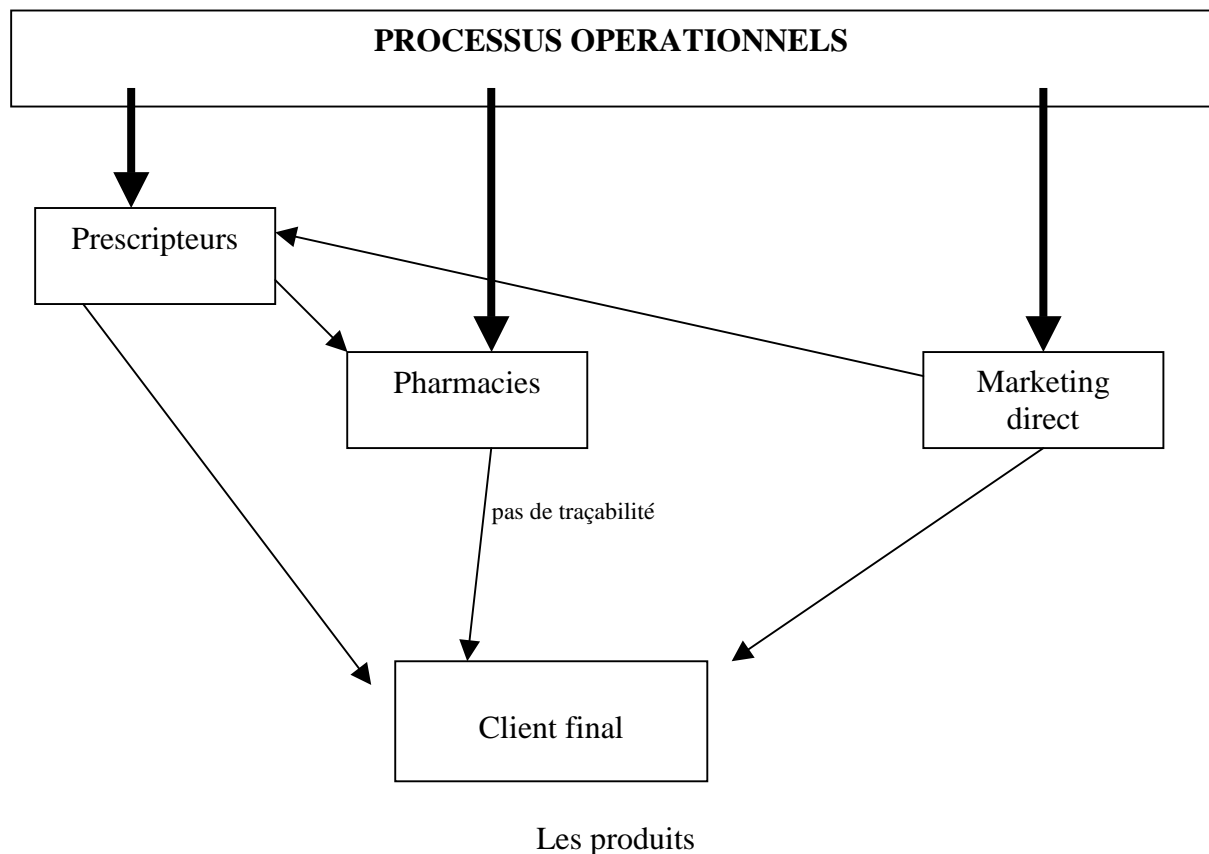 PROCESSUS OPERATIONNELS
Prescripteurs
Pharmacies
Marketing
direct
pas de traçabilité
Client final
Les produits